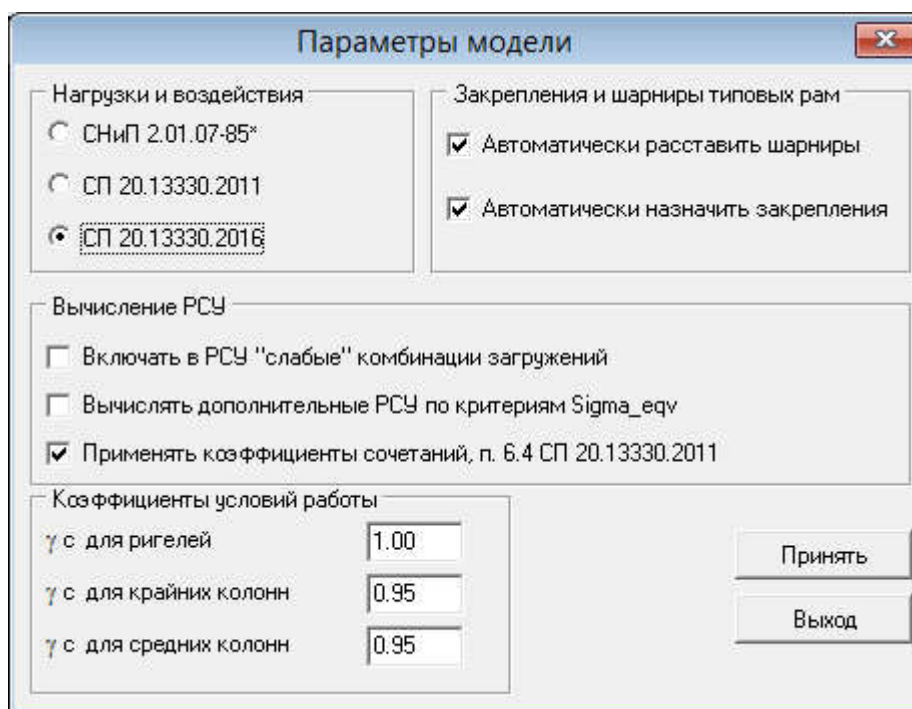 Параметры модели
Нагрузки и воздействия
СНиП 2.01.07-85*
СП 20.13330.2011
СП 20.13330.2016
Закрепления и шарниры типовых рам
Автоматически расставить шарниры
Автоматически назначить закрепления
Вычисление РСУ
Включать в РСУ "слабые" комбинации загружений
Вычислять дополнительные РСУ по критериям Sigma_eqv
Применять коэффициенты сочетаний, п. 6.4 СП 20.13330.2011
Коэффициенты условий работы
γ с для ригелей 1.00
γ с для крайних колонн 0.95
γ с для средних колонн 0.95
Принять
Выход